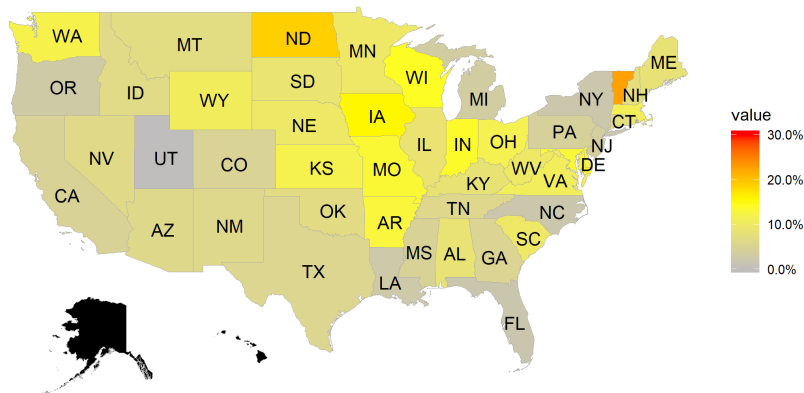 WA
MT
ND
MN
ME
OR
ID
SD
WI
MI
NY
NH
WY
CT
IA
NE
PA
NJ
NV
UT
CO
IL
IN
OH
DE
KS
MO
WV
VA
KY
CA
AZ
NM
OK
AR
TN
NC
SC
TX
MS
AL
GA
LA
FL
value
30.0%
20.0%
10.0%
0.0%